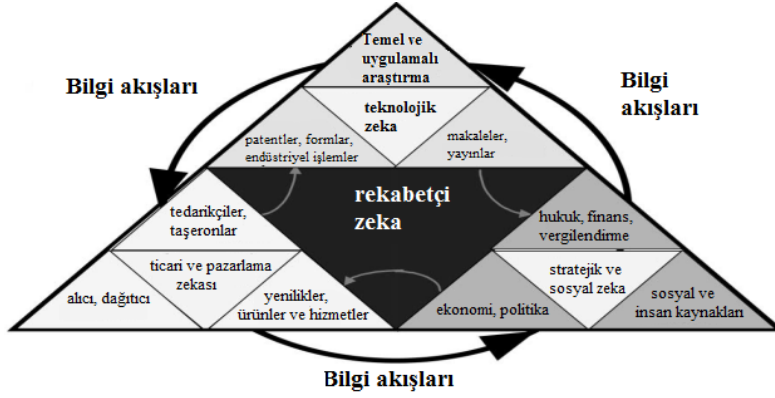 Temel ve
uygulamalı
araştırma
Bilgi akışları
Bilgi
akışları
teknolojik
zeka
patentler, formlar,
endüstriyel işlemler
makaleler,
yayınlar
rekabetçi
zeka
tedarikçiler,
taşeronlar
hukuk, finans,
vergilendirme
ticari ve pazarlama
zekası
stratejik ve
sosyal zeka
alıcı, dağıtıcı
yenilikler,
ürünler ve hizmetler
ekonomi, politika
sosyal ve
insan kaynakları
Bilgi akışları